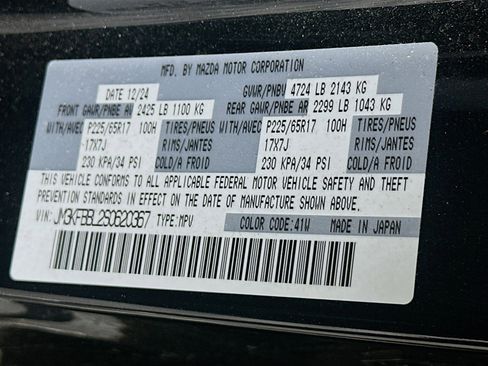 MFD. BY MAZDA MOTOR CORPORATION
DATE 12/24 GVWR/PNBV 4724 LB 2143 KG
FRONT GAWR/PNBE AV 2425 LB 1100 KG REAR GAWR/PNBE AR 2299 LB 1043 KG
WITH/AVEC P225/65R17 100H TIRES/PNEUS WITH/AVEC P225/65R17 100H TIRES/PNEUS
17X7J RIMS/JANTES 17X7J RIMS/JANTES
230 KPA/34 PSI COLD/A FROID 230 KPA/34 PSI COLD/A FROID
THIS VEHICLE CONFORMS TO ALL APPLICABLE FEDERAL MOTOR VEHICLE SAFETY AND THEFT
PREVENTION STANDARDS IN EFFECT ON THE DATE OF MANUFACTURE SHOWN ABOVE.
VIN: JM3KFBBL2S0620367 TYPE: MPV COLOR CODE: 41W MADE IN JAPAN